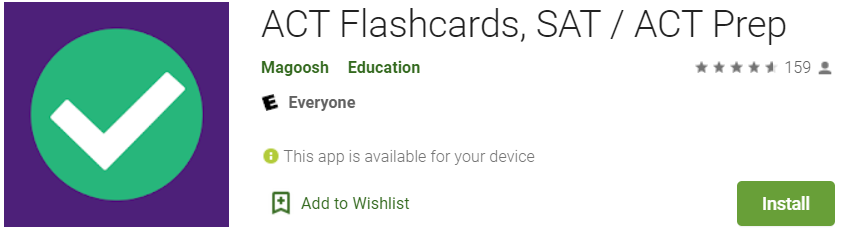 ACT Flashcards, SAT / ACT Prep
Magoosh Education 159
E Everyone
This app is available for your device
Add to Wishlist Install